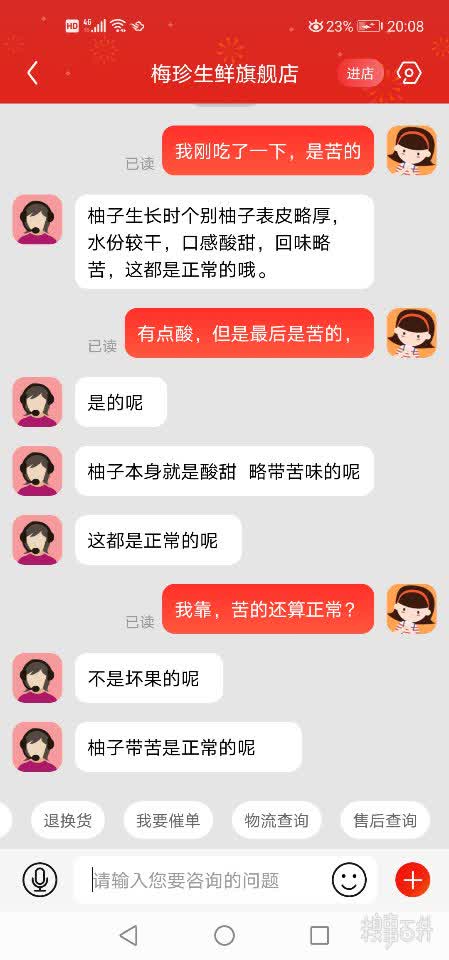 HD 4G 23% 20:08
梅珍生鲜旗舰店 进店
我刚吃了一下，是苦的
已读
柚子生长时个别柚子表皮略厚，
水份较干，口感酸甜，回味略
苦，这都是正常的哦。
有点酸，但是最后是苦的，
已读
是的呢
柚子本身就是酸甜 略带苦味的呢
这都是正常的呢
我靠，苦的还算正常？
已读
不是坏果的呢
柚子带苦是正常的呢
退换货 我要催单 物流查询 售后查询
请输入您要咨询的问题